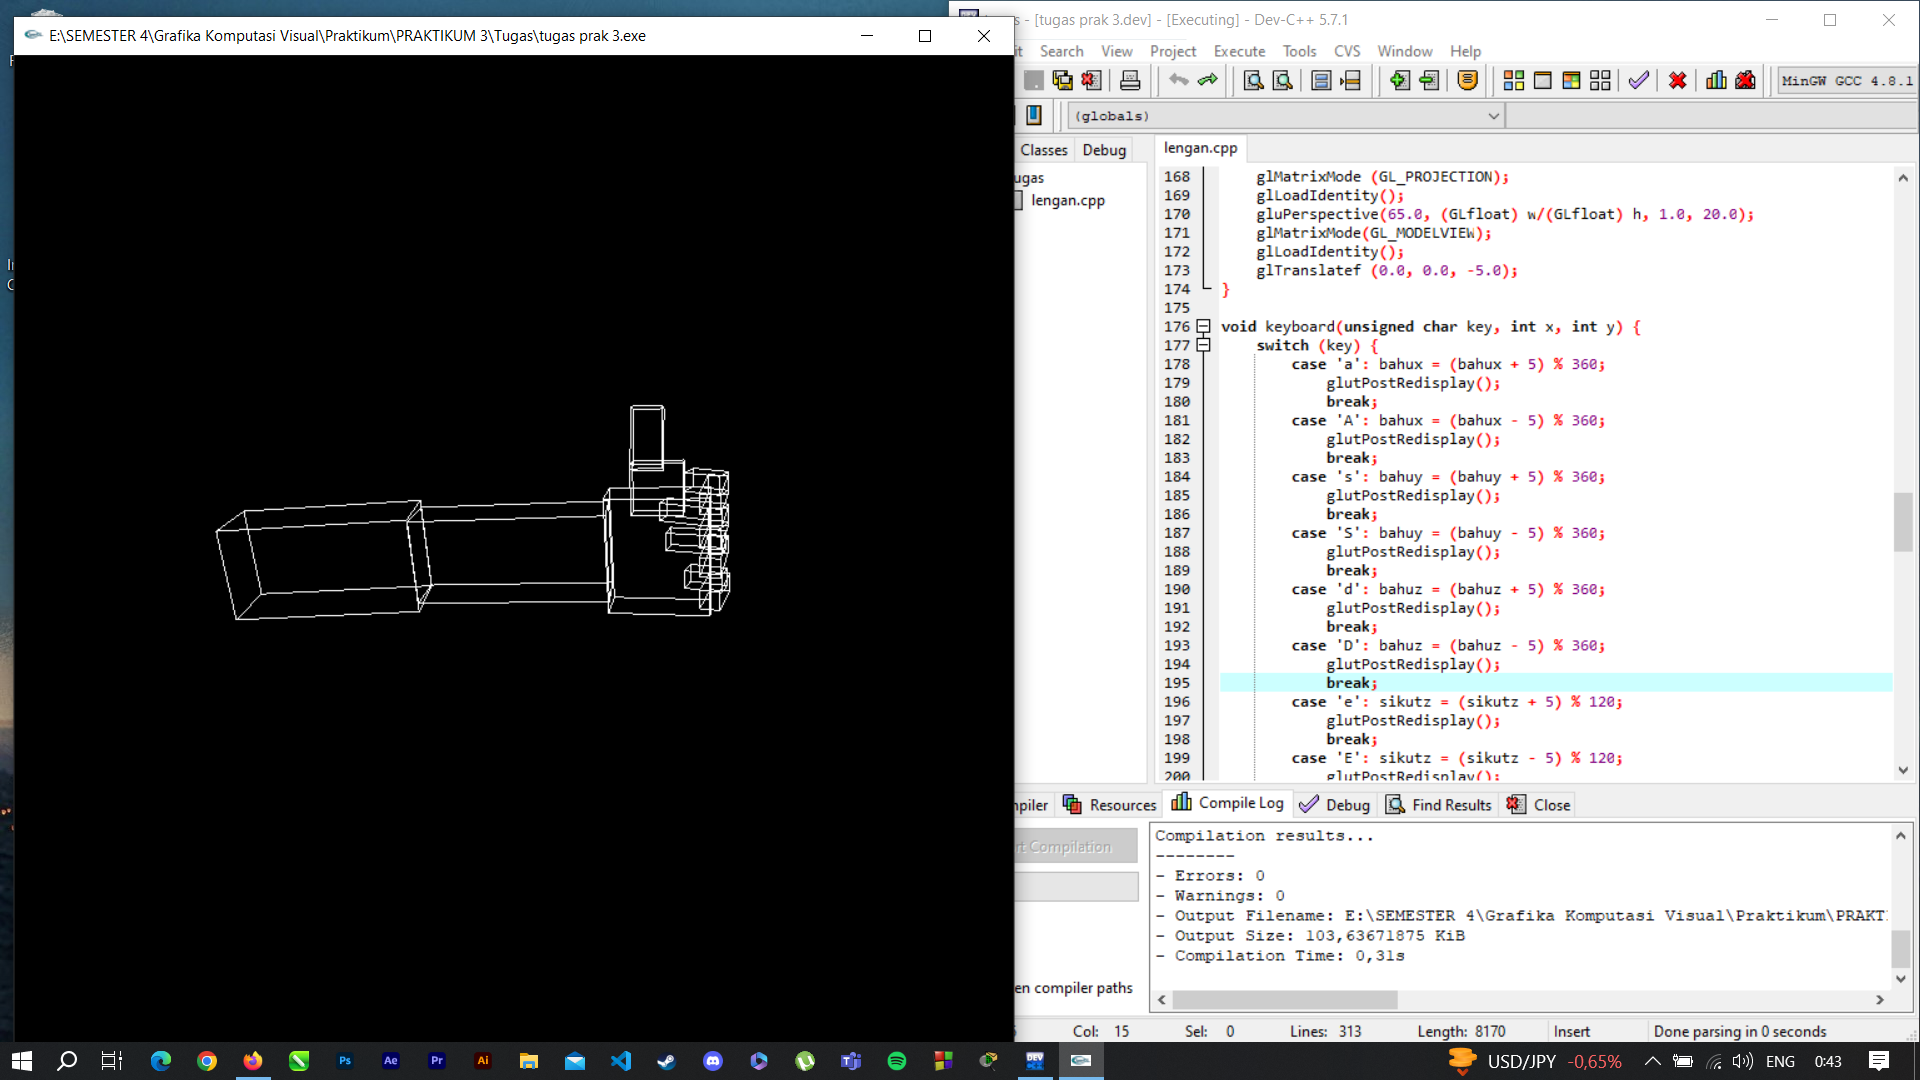 E:\SEMESTER 4\Grafika Komputasi Visual\Praktikum\PRAKTIKUM 3\Tugas\tugas prak 3.exe
- [tugas prak 3.dev] - [Executing] - Dev-C++ 5.7.1
Search View Project Execute Tools CVS Window Help
MinGW GCC 4.8.1
(globals)
Classes Debug
lengan.cpp
ugas
lengan.cpp
168 glMatrixMode (GL_PROJECTION);
169 glLoadIdentity();
170 gluPerspective(65.0, (GLfloat) w/(GLfloat) h, 1.0, 20.0);
171 glMatrixMode(GL_MODELVIEW);
172 glLoadIdentity();
173 glTranslatef (0.0, 0.0, -5.0);
174 }
175
176 void keyboard(unsigned char key, int x, int y) {
177 switch (key) {
178 case 'a': bahux = (bahux + 5) % 360;
179 glutPostRedisplay();
180 break;
181 case 'A': bahux = (bahux - 5) % 360;
182 glutPostRedisplay();
183 break;
184 case 's': bahuy = (bahuy + 5) % 360;
185 glutPostRedisplay();
186 break;
187 case 'S': bahuy = (bahuy - 5) % 360;
188 glutPostRedisplay();
189 break;
190 case 'd': bahuz = (bahuz + 5) % 360;
191 glutPostRedisplay();
192 break;
193 case 'D': bahuz = (bahuz - 5) % 360;
194 glutPostRedisplay();
195 break;
196 case 'e': sikutz = (sikutz + 5) % 120;
197 glutPostRedisplay();
198 break;
199 case 'E': sikutz = (sikutz - 5) % 120;
200 glutPostRedisplay();
mpiler Resources Compile Log Debug Find Results Close
rt Compilation
en compiler paths
Compilation results...
--------
- Errors: 0
- Warnings: 0
- Output Filename: E:\SEMESTER 4\Grafika Komputasi Visual\Praktikum\PRAKT
- Output Size: 103,63671875 KiB
- Compilation Time: 0,31s
Col: 15 Sel: 0 Lines: 313 Length: 8170 Insert Done parsing in 0 seconds
Ps Ae Pr Ai DEV
USD/JPY -0,65% ENG 0:43